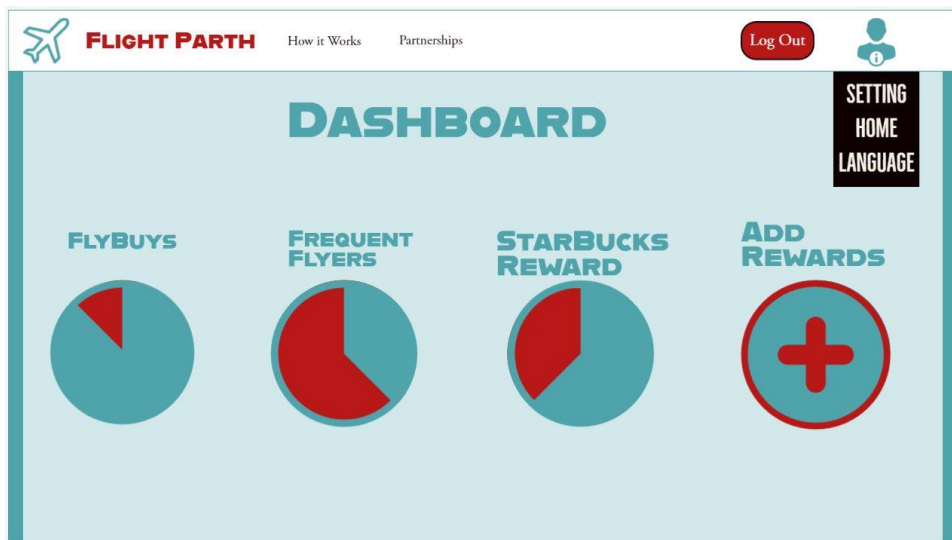 FLIGHT PARTH
How it Works
Partnerships
Log Out
SETTING
HOME
LANGUAGE
DASHBOARD
FLYBUYS
FREQUENT
FLYERS
STARBUCKS
REWARD
ADD
REWARDS